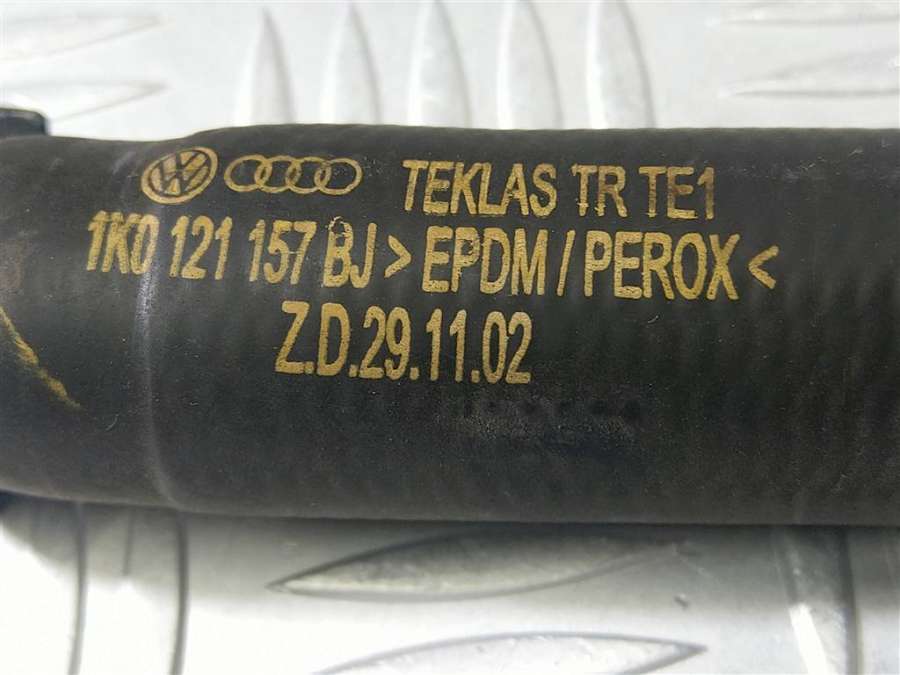 TEKLAS TR TE1
1K0 121 157 BJ > EPDM / PEROX <
Z.D.29.11.02